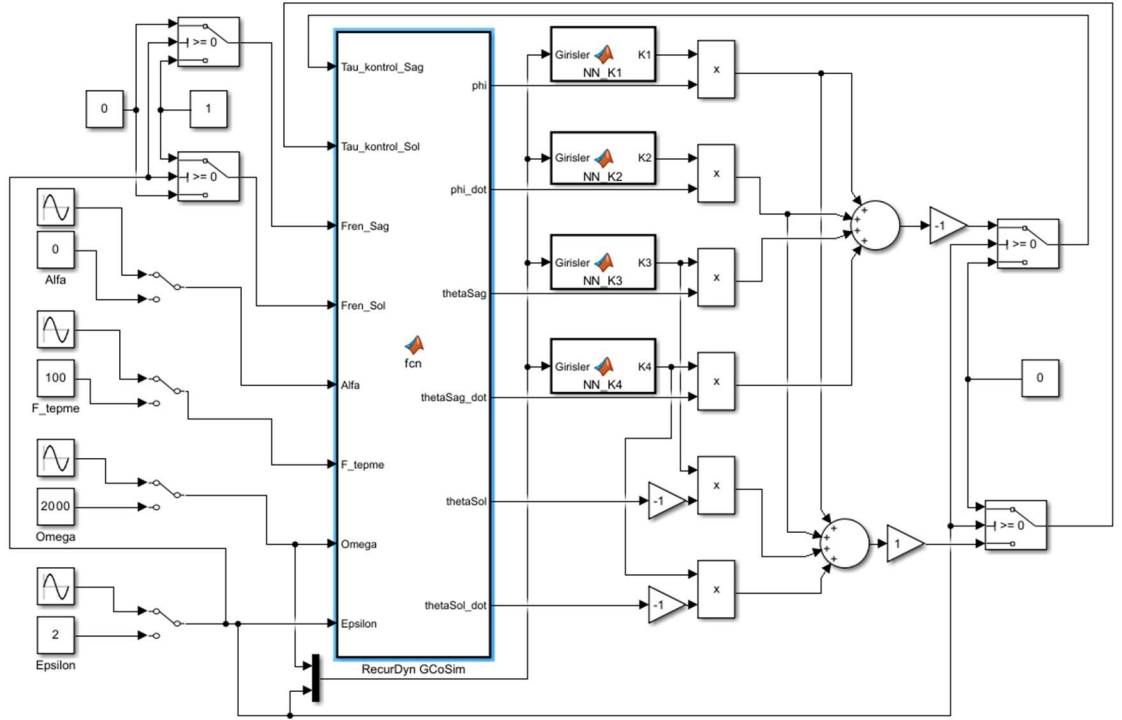 >= 0
0
1
>= 0
0
Alfa
100
F_tepme
2000
Omega
2
Epsilon
Tau_kontrol_Sag
Tau_kontrol_Sol
Fren_Sag
Fren_Sol
Alfa
F_tepme
Omega
Epsilon
fcn
phi
phi_dot
thetaSag
thetaSag_dot
thetaSol
thetaSol_dot
RecurDyn GCoSim
Girisler K1
NN_K1
Girisler K2
NN_K2
Girisler K3
NN_K3
Girisler K4
NN_K4
x
x
x
x
-1
x
-1
x
+
+
+
+
-1
>= 0
0
+
+
+
+
1
>= 0